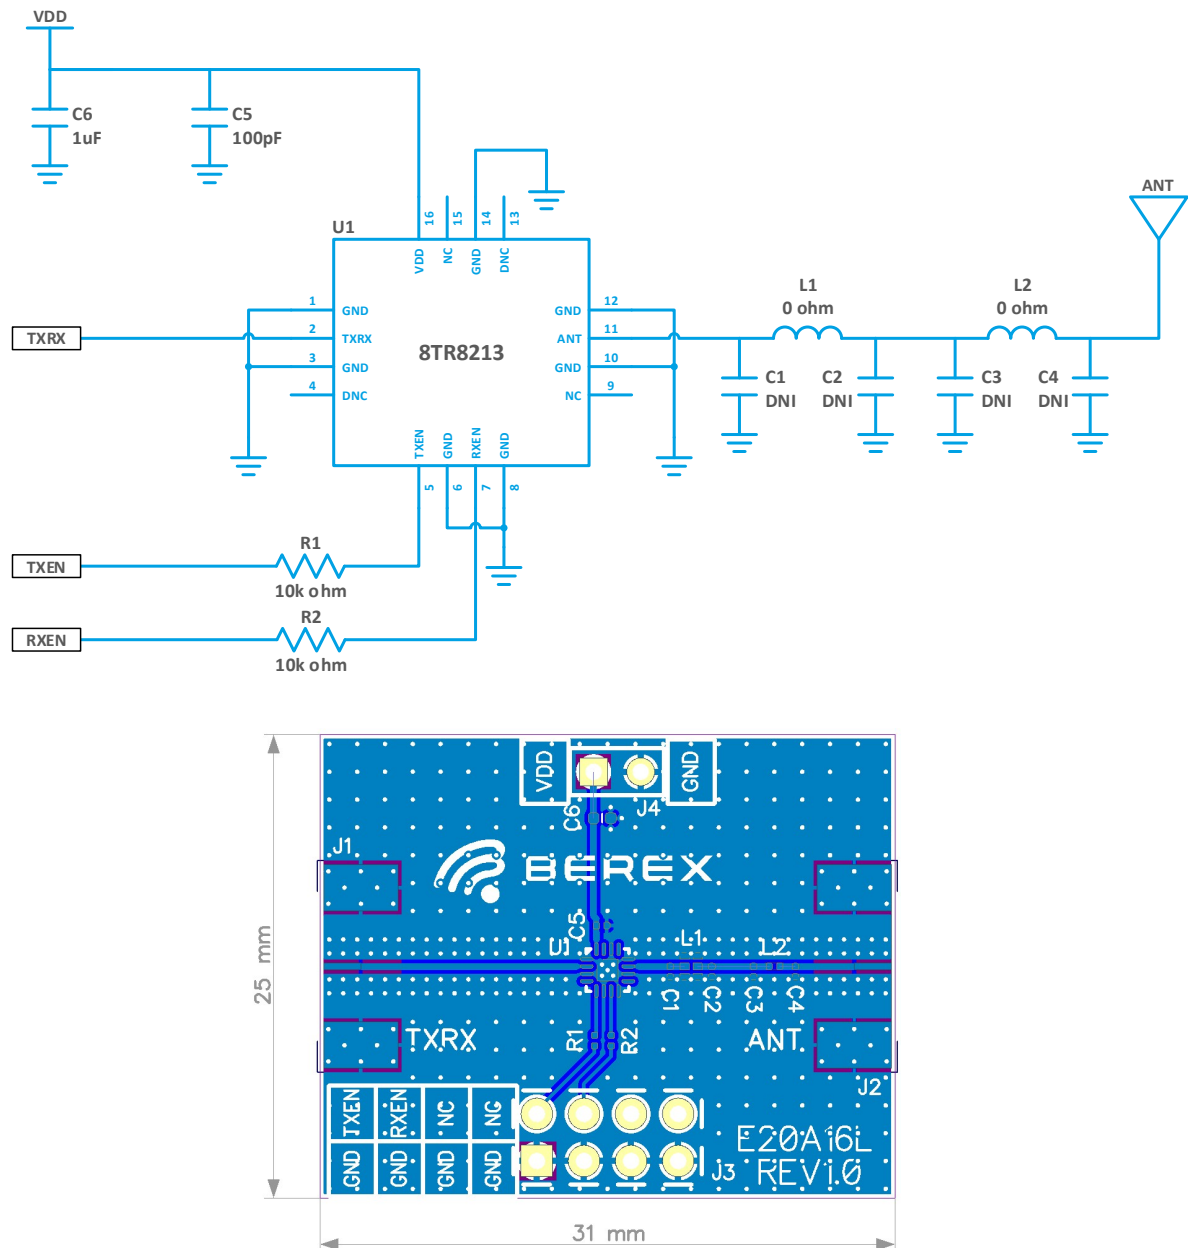 VDD
C6
1uF
C5
100pF
U1
16
15
14
13
VDD
NC
GND
DNC
ANT
1
GND
GND
12
TXRX
2
TXRX
ANT
11
8TR8213
3
GND
GND
10
4
DNC
NC
9
TXEN
GND
RXEN
GND
5
6
7
8
L1
0 ohm
L2
0 ohm
C1
DNI
C2
DNI
C3
DNI
C4
DNI
TXEN
R1
10k ohm
RXEN
R2
10k ohm
VDD
GND
C6
J4
J1
BEREX
C5
U1
L1
L2
C1
C2
C3
C4
R1
R2
TXRX
ANT
J2
TXEN
RXEN
NC
NC
GND
GND
GND
GND
J3
E20A16L
REV1.0
25 mm
31 mm